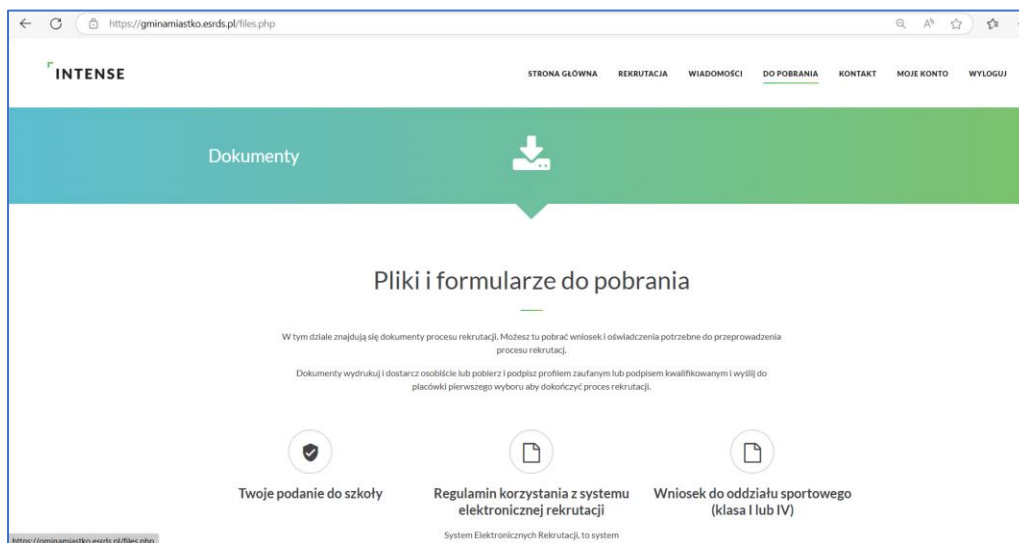 https://gminamiastko.esrds.pl/files.php
INTENSE
STRONA GŁÓWNA REKRUTACJA WIADOMOŚCI DO POBRANIA KONTAKT MOJE KONTO WYLOGUJ
Dokumenty
Pliki i formularze do pobrania
W tym dziale znajdują się dokumenty procesu rekrutacji. Możesz tu pobrać wniosek i oświadczenia potrzebne do przeprowadzenia
procesu rekrutacj.
Dokumenty wydrukuj i dostarcz osobiście lub pobierz i podpisz profilem zaufanym lub podpisem kwalifikowanym i wyślij do
placówki pierwszego wyboru aby dokończyć proces rekrutacji.
Twoje podanie do szkoły
Regulamin korzystania z systemu
elektronicznej rekrutacji
Wniosek do oddziału sportowego
(klasa I lub IV)
System Elektronicznych Rekrutacji, to system
https://gminamiastko.esrds.pl/files.php